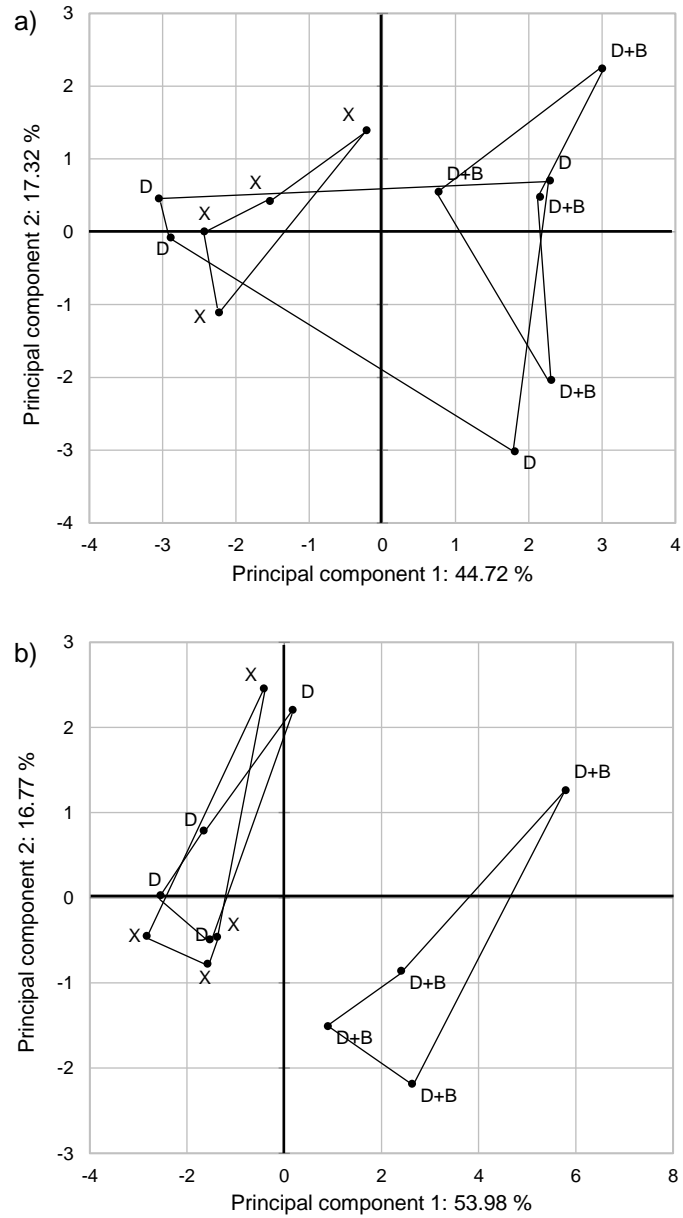 a)
3
D+B
2
X
1
D
D+B
X
D
D+B
X
0
D
-1
X
-2
D+B
-3
D
-4
-4 -3 -2 -1 0 1 2 3 4
Principal component 2: 17.32 %
Principal component 1: 44.72 %
b)
3
X
D
2
D+B
1
D
D
0
X
D
X
X
D+B
-1
D+B
-2
D+B
-3
-4 -2 0 2 4 6 8
Principal component 2: 16.77 %
Principal component 1: 53.98 %